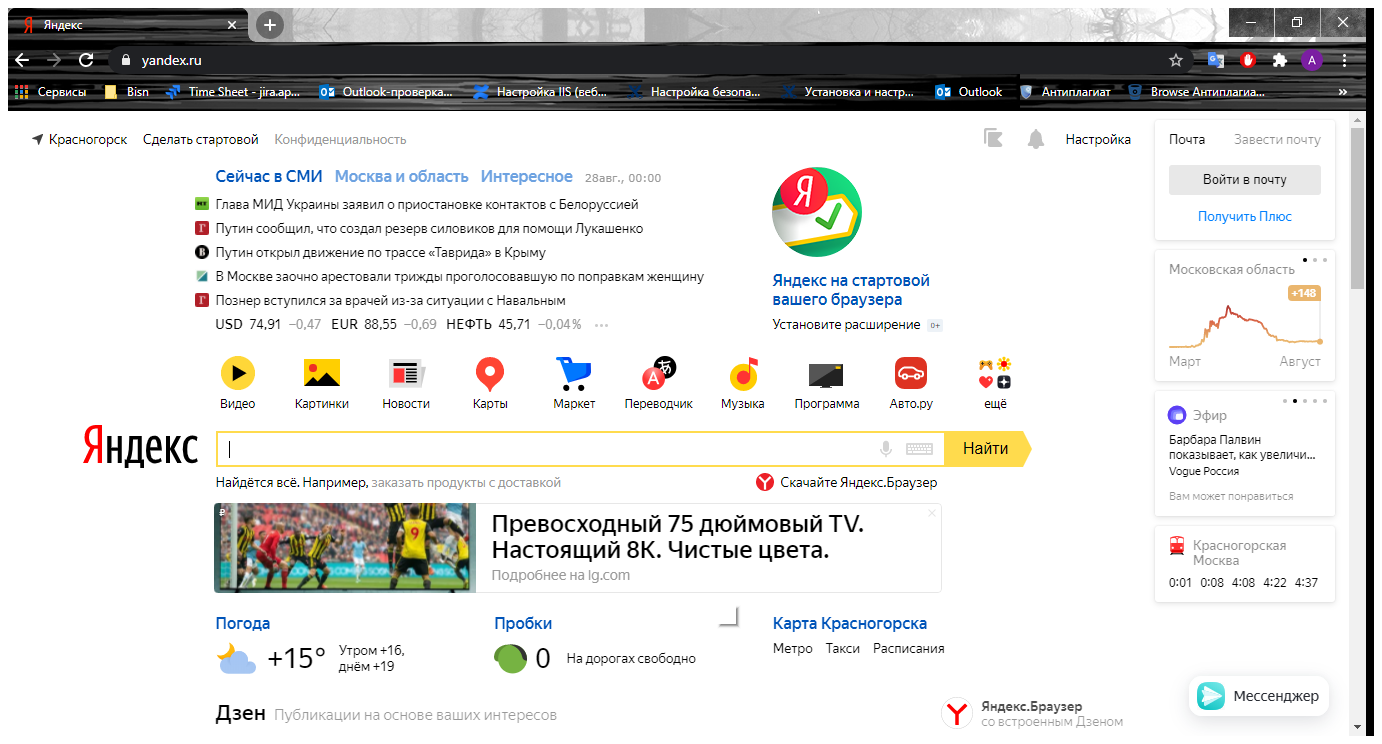 Яндекс
yandex.ru
A
Сервисы Bisn Time Sheet - jira.ap... Outlook-проверка... Настройка IIS (веб... Настройка безопа... Установка и настр... Outlook Антиплагиат Browse Антиплагиа... »
Красногорск Сделать стартовой Конфиденциальность Настройка
Почта Завести почту
Войти в почту
Получить Плюс
Сейчас в СМИ Москва и область Интересное 28авг., 00:00
Глава МИД Украины заявил о приостановке контактов с Белоруссией
Путин сообщил, что создал резерв силовиков для помощи Лукашенко
Путин открыл движение по трассе «Таврида» в Крыму
В Москве заочно арестовали трижды проголосовавшую по поправкам женщину
Познер вступился за врачей из-за ситуации с Навальным
USD 74,91 −0,47 EUR 88,55 −0,69 НЕФТЬ 45,71 −0,04% •••
Я
Яндекс на стартовой
вашего браузера
Установите расширение 0+
Московская область
+148
Март Август
Видео Картинки Новости Карты Маркет Переводчик Музыка Программа Авто.ру ещё
Эфир
Барбара Палвин
показывает, как увеличи...
Vogue Россия
Вам может понравиться
Яндекс
Найти
Найдётся всё. Например, заказать продукты с доставкой
Скачайте Яндекс.Браузер
Превосходный 75 дюймовый TV.
Настоящий 8K. Чистые цвета.
Подробнее на lg.com
Красногорская
Москва
0:01 0:08 4:08 4:22 4:37
Погода
+15°
Утром +16,
днём +19
Пробки
0 На дорогах свободно
Карта Красногорска
Метро Такси Расписания
Мессенджер
Дзен Публикации на основе ваших интересов
Яндекс.Браузер
со встроенным Дзеном